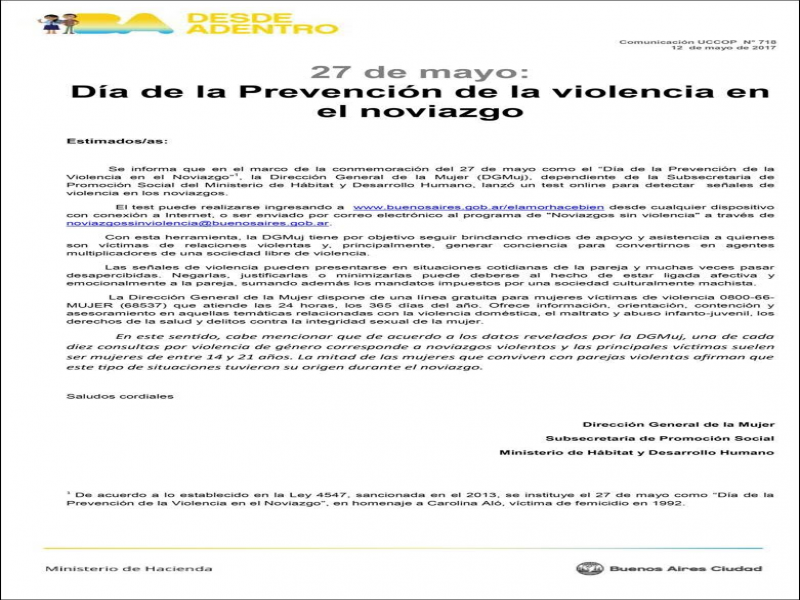 BA DESDE
ADENTRO
Comunicación UCCOP N° 718
12 de mayo de 2017
27 de mayo:
Día de la Prevención de la violencia en
el noviazgo
Estimados/as:
Se informa que en el marco de la conmemoración del 27 de mayo como el "Día de la Prevención de la
Violencia en el Noviazgo"¹, la Dirección General de la Mujer (DGMuj), dependiente de la Subsecretaria de
Promoción Social del Ministerio de Hábitat y Desarrollo Humano, lanzó un test online para detectar señales de
violencia en los noviazgos.
El test puede realizarse ingresando a www.buenosaires.gob.ar/elamorhacebien desde cualquier dispositivo
con conexión a Internet, o ser enviado por correo electrónico al programa de "Noviazgos sin violencia" a través de
noviazgossinviolencia@buenosaires.gob.ar.
Con esta herramienta, la DGMuj tiene por objetivo seguir brindando medios de apoyo y asistencia a quienes
son víctimas de relaciones violentas y, principalmente, generar conciencia para convertirnos en agentes
multiplicadores de una sociedad libre de violencia.
Las señales de violencia pueden presentarse en situaciones cotidianas de la pareja y muchas veces pasar
desapercibidas. Negarlas, justificarlas o minimizarlas puede deberse al hecho de estar ligada afectiva y
emocionalmente a la pareja, sumando además los mandatos impuestos por una sociedad culturalmente machista.
La Dirección General de la Mujer dispone de una línea gratuita para mujeres víctimas de violencia 0800-66-
MUJER (68537) que atiende las 24 horas, los 365 días del año. Ofrece información, orientación, contención y
asesoramiento en aquellas temáticas relacionadas con la violencia doméstica, el maltrato y abuso infanto-juvenil, los
derechos de la salud y delitos contra la integridad sexual de la mujer.
En este sentido, cabe mencionar que de acuerdo a los datos revelados por la DGMuj, una de cada
diez consultas por violencia de género corresponde a noviazgos violentos y las principales víctimas suelen
ser mujeres de entre 14 y 21 años. La mitad de las mujeres que conviven con parejas violentas afirman que
este tipo de situaciones tuvieron su origen durante el noviazgo.
Saludos cordiales
Dirección General de la Mujer
Subsecretaría de Promoción Social
Ministerio de Hábitat y Desarrollo Humano
¹ De acuerdo a lo establecido en la Ley 4547, sancionada en el 2013, se instituye el 27 de mayo como "Día de la
Prevención de la Violencia en el Noviazgo", en homenaje a Carolina Aló, víctima de femicidio en 1992.
Ministerio de Hacienda
Buenos Aires Ciudad